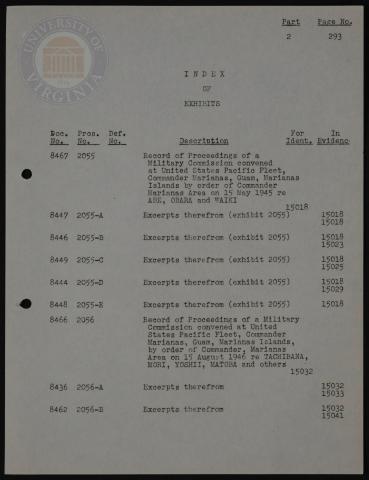 UNIVERSITY OF VIRGINIA
Part Page No.
2 293
INDEX
OF
EXHIBITS
Doc. Pros. Def. For In
No. No. No. Description Ident. Evidenc
8467 2055 Record of Proceedings of a
Military Commission convened
at United States Pacific Fleet,
Commander Marianas, Guam, Marianas
Islands by order of Commander
Marianas Area on 15 May 1945 re
ABE, OBARA and WAIKI
15018
8447 2055-A Excerpts therefrom (exhibit 2055) 15018
15018
8446 2055-B Excerpts therefrom (exhibit 2055) 15018
15023
8449 2055-C Excerpts therefrom (exhibit 2055) 15018
15025
8444 2055-D Excerpts therefrom (exhibit 2055) 15018
15029
8448 2055-E Excerpts therefrom (exhibit 2055) 15018
8466 2056 Record of Proceedings of a Military
Commission convened at United
States Pacific Fleet, Commander
Marianas, Guam, Marianas Islands,
by order of Commander, Marianas
Area on 15 August 1946 re TACHIBANA,
MORI, YOSHII, MATOBA and others
15032
8436 2056-A Excerpts therefrom 15032
15033
8462 2056-B Excerpts therefrom 15032
15041